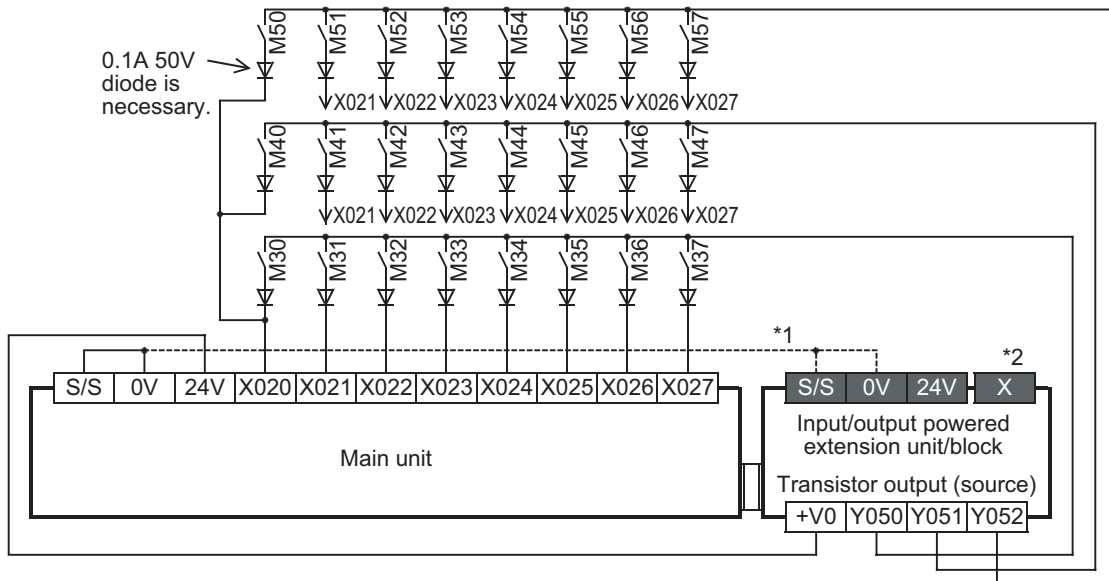 M50 M51 M52 M53 M54 M55 M56 M57
0.1A 50V
diode is
necessary.
X021 X022 X023 X024 X025 X026 X027
M40 M41 M42 M43 M44 M45 M46 M47
X021 X022 X023 X024 X025 X026 X027
M30 M31 M32 M33 M34 M35 M36 M37
*1
*2
S/S 0V 24V X020 X021 X022 X023 X024 X025 X026 X027
S/S 0V 24V X
Main unit
Input/output powered
extension unit/block
Transistor output (source)
+V0 Y050 Y051 Y052